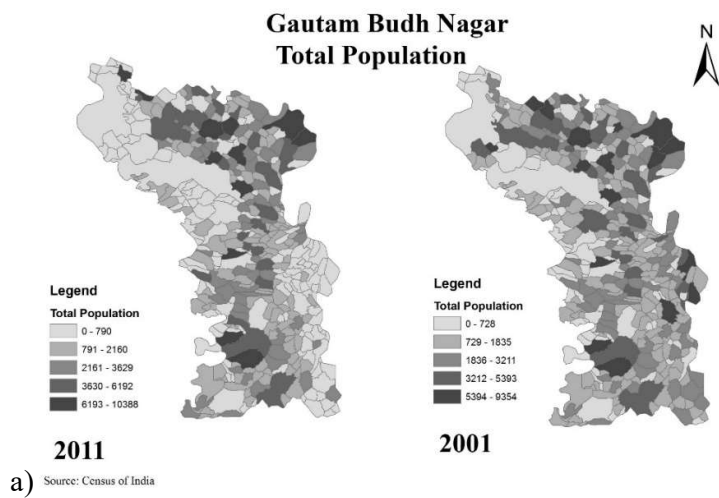 Gautam Budh Nagar
Total Population
N
Legend
Total Population
0 - 790
791 - 2160
2161 - 3629
3630 - 6192
6193 - 10388
2011
Legend
Total Population
0 - 728
729 - 1835
1836 - 3211
3212 - 5393
5394 - 9354
2001
a) Source: Census of India